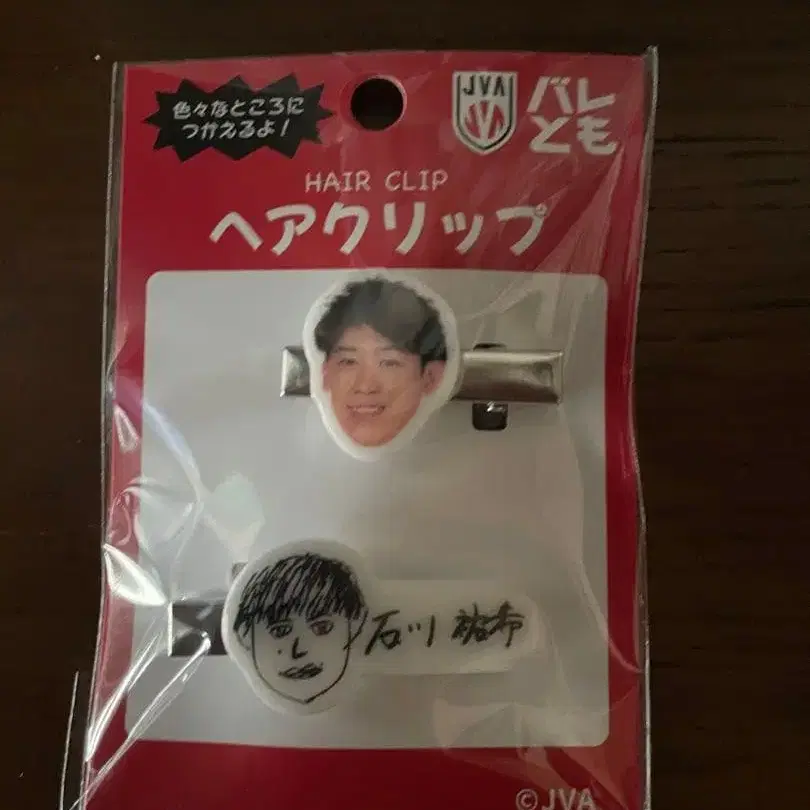 色々なところに
つかえるよ!
JVA
バレ
とも
HAIR CLIP
ヘアクリップ
石川 祐希
©JVA